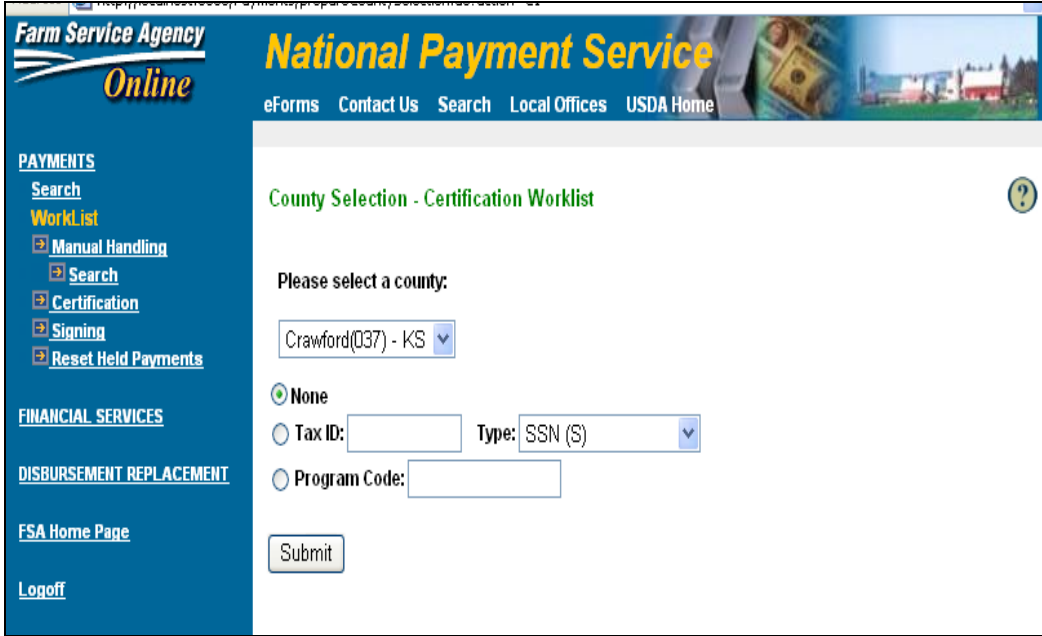 Farm Service Agency
Online
National Payment Service
eForms Contact Us Search Local Offices USDA Home
PAYMENTS
Search
WorkList
Manual Handling
Search
Certification
Signing
Reset Held Payments
FINANCIAL SERVICES
DISBURSEMENT REPLACEMENT
FSA Home Page
Logoff
County Selection - Certification Worklist
?
Please select a county:
Crawford(037) - KS
None
Tax ID: Type: SSN (S)
Program Code:
Submit